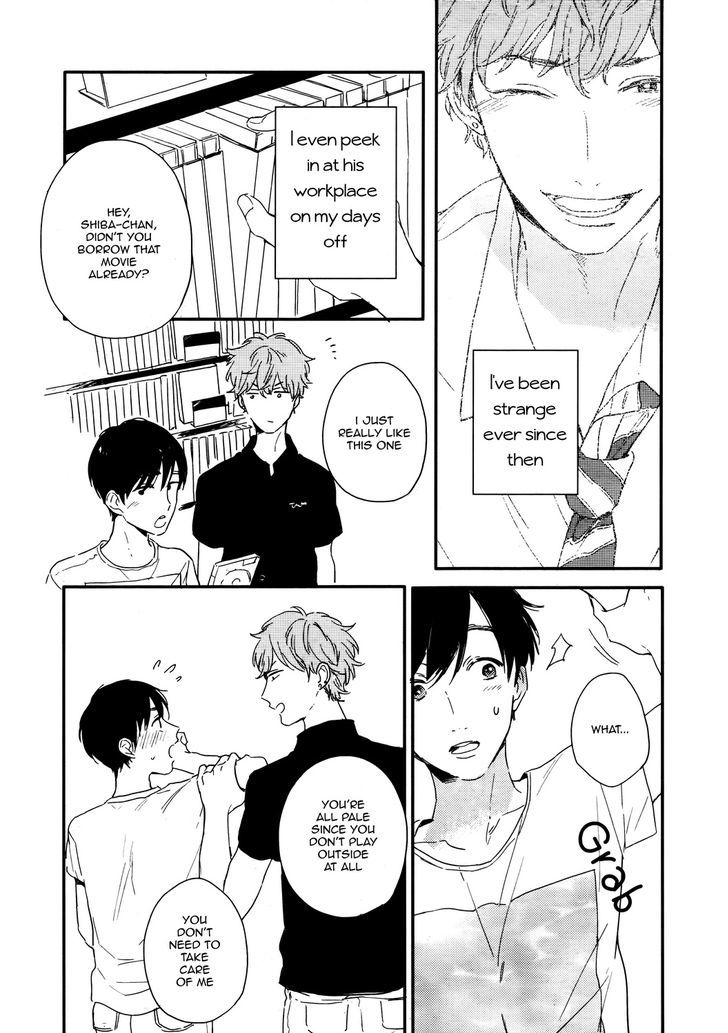 I've been
strange
ever since
then
I even peek
in at his
workplace
on my days
off
HEY,
SHIBA-CHAN,
DIDN'T YOU
BORROW THAT
MOVIE
ALREADY?
I JUST
REALLY LIKE
THIS ONE
WHAT...
Grab
YOU'RE
ALL PALE
SINCE YOU
DON'T PLAY
OUTSIDE
AT ALL
YOU
DON'T
NEED TO
TAKE
CARE
OF ME